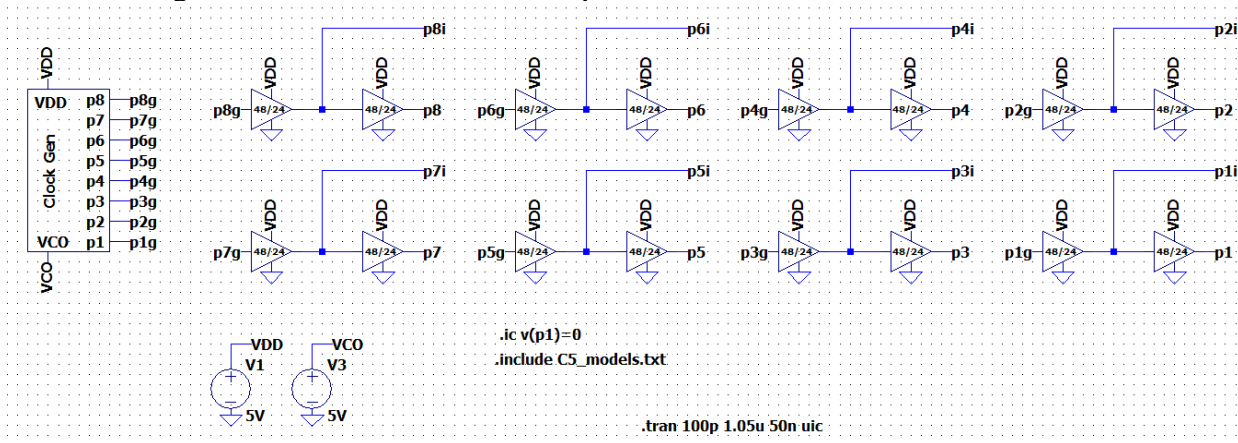 p8i p6i p4i p2i
VDD
VDD VDD VDD VDD VDD VDD VDD VDD
VDD p8 p8g
p7 p7g
p6 p6g
p5 p5g
p4 p4g
p3 p3g
p2 p2g
VCO p1 p1g
Clock Gen
VCO
p8g 48/24 48/24 p8 p6g 48/24 48/24 p6 p4g 48/24 48/24 p4 p2g 48/24 48/24 p2
p7i p5i p3i p1i
VDD VDD VDD VDD VDD VDD VDD VDD
p7g 48/24 48/24 p7 p5g 48/24 48/24 p5 p3g 48/24 48/24 p3 p1g 48/24 48/24 p1
.ic v(p1)=0
VDD VCO
.include C5_models.txt
V1 V3
5V 5V
.tran 100p 1.05u 50n uic